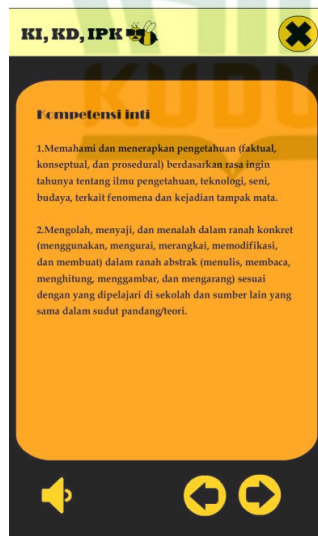 KI, KD, IPK
KUDU
Kompetensi inti
1.Memahami dan menerapkan pengetahuan (faktual,
konseptual, dan prosedural) berdasarkan rasa ingin
tahunya tentang ilmu pengetahuan, teknologi, seni,
budaya, terkait fenomena dan kejadian tampak mata.
2.Mengolah, menyaji, dan menalah dalam ranah konkret
(menggunakan, mengurai, merangkai, memodifikasi,
dan membuat) dalam ranah abstrak (menulis, membaca,
menghitung, menggambar, dan mengarang) sesuai
dengan yang dipelajari di sekolah dan sumber lain yang
sama dalam sudut pandang/teori.